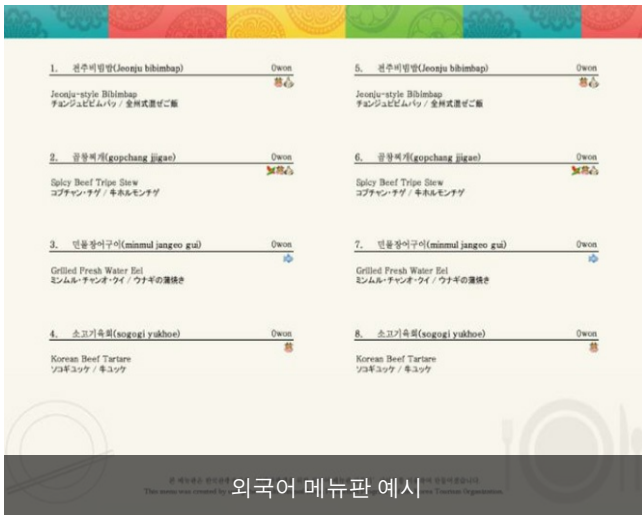 1. 전주비빔밥(Jeonju bibimbap) 0won
Jeonju-style Bibimbap
チョンジュビビムバッ / 全州式混ぜご飯
2. 곱창찌개(gopchang jjigae) 0won
Spicy Beef Tripe Stew
コプチャン・チゲ / 牛ホルモンチゲ
3. 민물장어구이(minmul jangeo gui) 0won
Grilled Fresh Water Eel
ミンムル・チャンオ・クイ / ウナギの蒲焼き
4. 소고기육회(sogogi yukhoe) 0won
Korean Beef Tartare
ソコギユッケ / 牛ユッケ
5. 전주비빔밥(Jeonju bibimbap) 0won
Jeonju-style Bibimbap
チョンジュビビムバッ / 全州式混ぜご飯
6. 곱창찌개(gopchang jjigae) 0won
Spicy Beef Tripe Stew
コプチャン・チゲ / 牛ホルモンチゲ
7. 민물장어구이(minmul jangeo gui) 0won
Grilled Fresh Water Eel
ミンムル・チャンオ・クイ / ウナギの蒲焼き
8. 소고기육회(sogogi yukhoe) 0won
Korean Beef Tartare
ソコギユッケ / 牛ユッケ
This menu was created by Tourism Organization.
외국어 메뉴판 예시